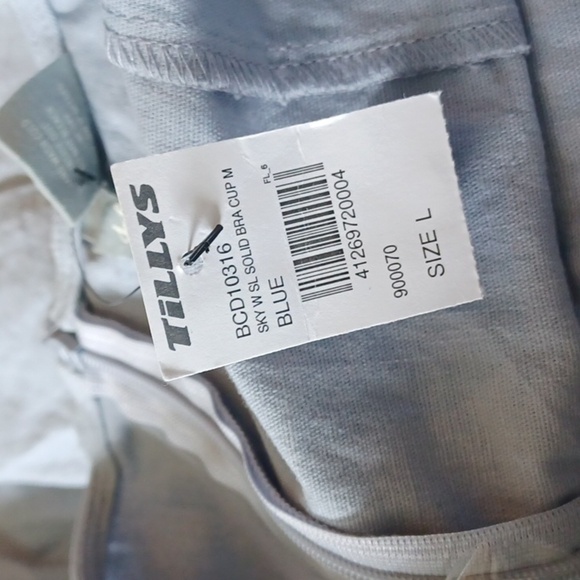 TiLLYS
BCD10316
SKY W SL SOLID BRA CUP M
BLUE
FL_6
41269720004
900070
SIZE L